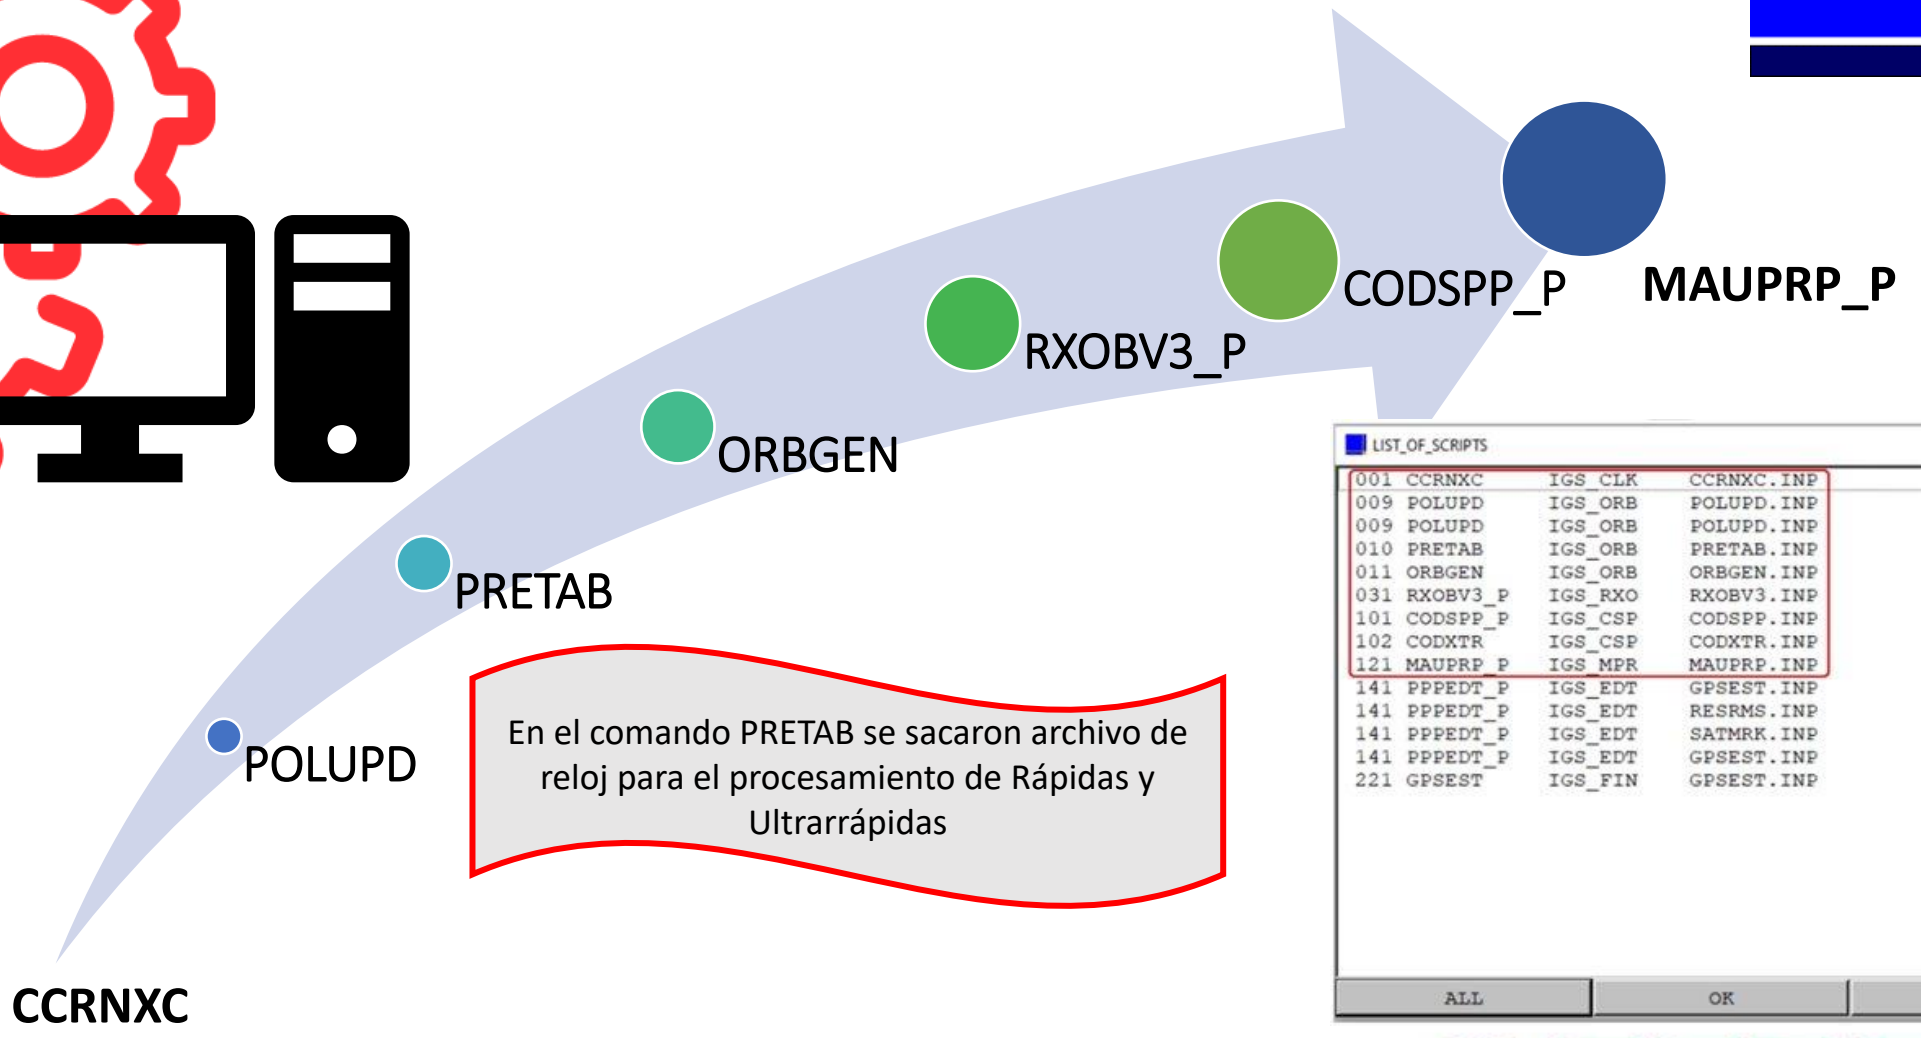 MAUPRP_P
CODSPP_P
RXOBV3_P
ORBGEN
PRETAB
POLUPD
CCRNXC
En el comando PRETAB se sacaron archivo de
reloj para el procesamiento de Rápidas y
Ultrarrápidas
LIST_OF_SCRIPTS
001 CCRNXC IGS_CLK CCRNXC.INP
009 POLUPD IGS_ORB POLUPD.INP
009 POLUPD IGS_ORB POLUPD.INP
010 PRETAB IGS_ORB PRETAB.INP
011 ORBGEN IGS_ORB ORBGEN.INP
031 RXOBV3_P IGS_RXO RXOBV3.INP
101 CODSPP_P IGS_CSP CODSPP.INP
102 CODXTR IGS_CSP CODXTR.INP
121 MAUPRP_P IGS_MPR MAUPRP.INP
141 PPPEDT_P IGS_EDT GPSEST.INP
141 PPPEDT_P IGS_EDT RESRMS.INP
141 PPPEDT_P IGS_EDT SATMRK.INP
141 PPPEDT_P IGS_EDT GPSEST.INP
221 GPSEST IGS_FIN GPSEST.INP
ALL OK